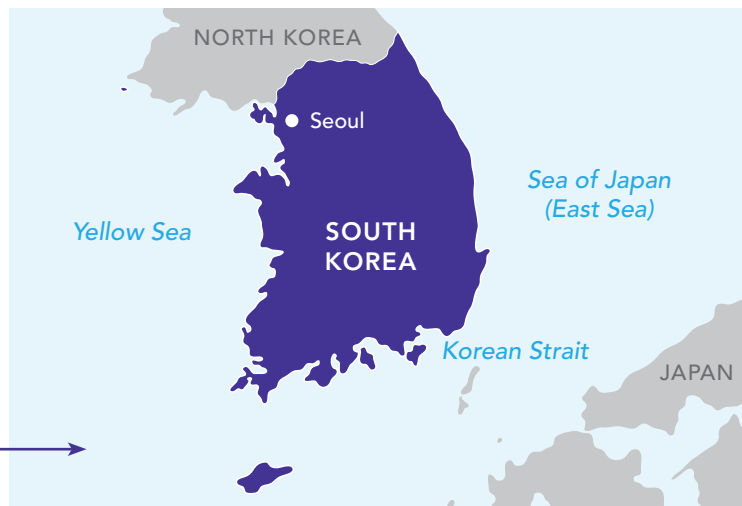 NORTH KOREA
Seoul
Sea of Japan
(East Sea)
Yellow Sea
SOUTH
KOREA
Korean Strait
JAPAN